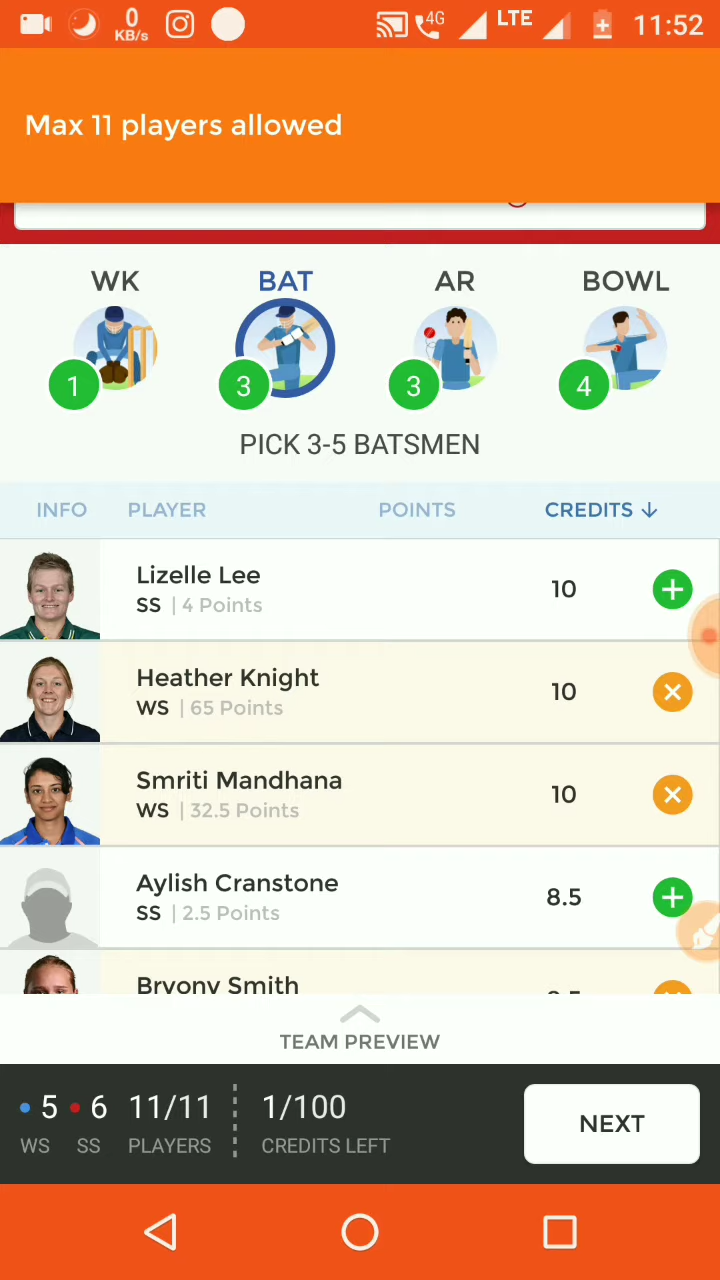 0 KB/s 4G LTE 11:52
Max 11 players allowed
WK BAT AR BOWL
1 3 3 4
PICK 3-5 BATSMEN
INFO PLAYER POINTS CREDITS
Lizelle Lee
SS | 4 Points
10
Heather Knight
WS | 65 Points
10
Smriti Mandhana
WS | 32.5 Points
10
Aylish Cranstone
SS | 2.5 Points
8.5
Bryony Smith
TEAM PREVIEW
5 6 11/11 1/100
WS SS PLAYERS CREDITS LEFT
NEXT